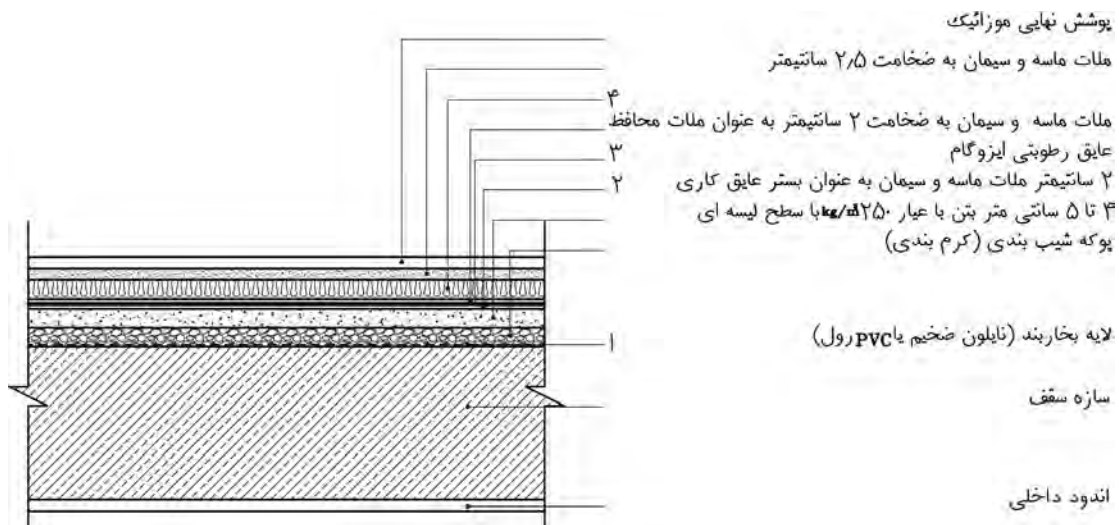 پوشش نهایی موزائیک
ملات ماسه و سیمان به ضخامت ۲٫۵ سانتیمتر
۴
ملات ماسه و سیمان به ضخامت ۲ سانتیمتر به عنوان ملات محافظ
عایق رطوبتی ایزوگام
۳
۲ سانتیمتر ملات ماسه و سیمان به عنوان بستر عایق کاری
۲
۴ تا ۵ سانتی متر بتن با عیار ۲۵۰kg/m³ با سطح لیسه ای
پوکه شیب بندی (کرم بندی)
لایه بخاربند (نایلون ضخیم یا PVC رول)
۱
سازه سقف
اندود داخلی